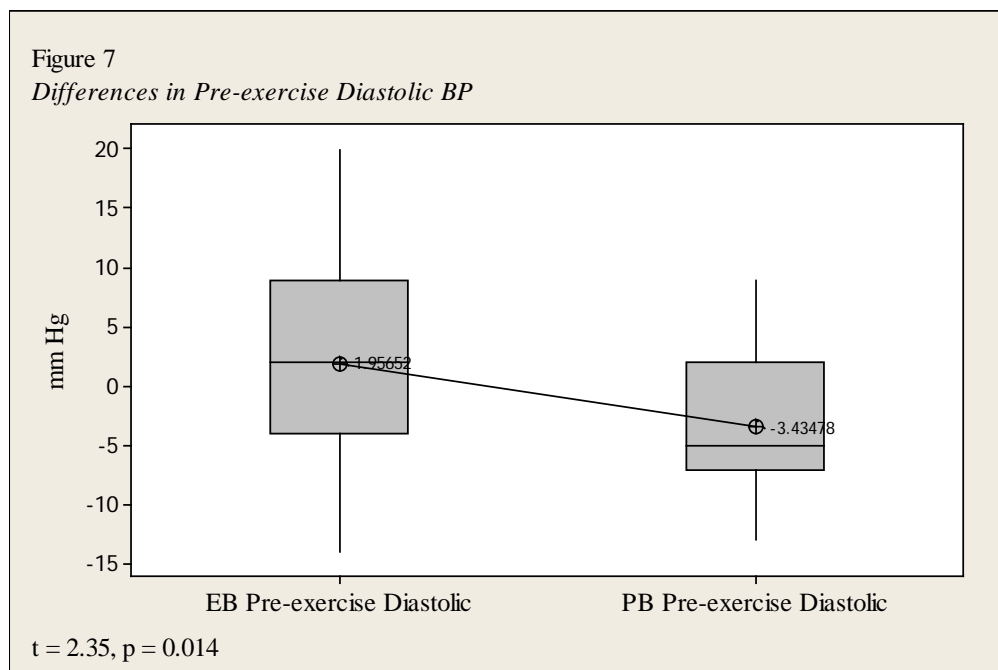 Figure 7
Differences in Pre-exercise Diastolic BP
20
15
10
5
0
-5
-10
-15
mm Hg
1.95652
-3.43478
EB Pre-exercise Diastolic
PB Pre-exercise Diastolic
t = 2.35, p = 0.014